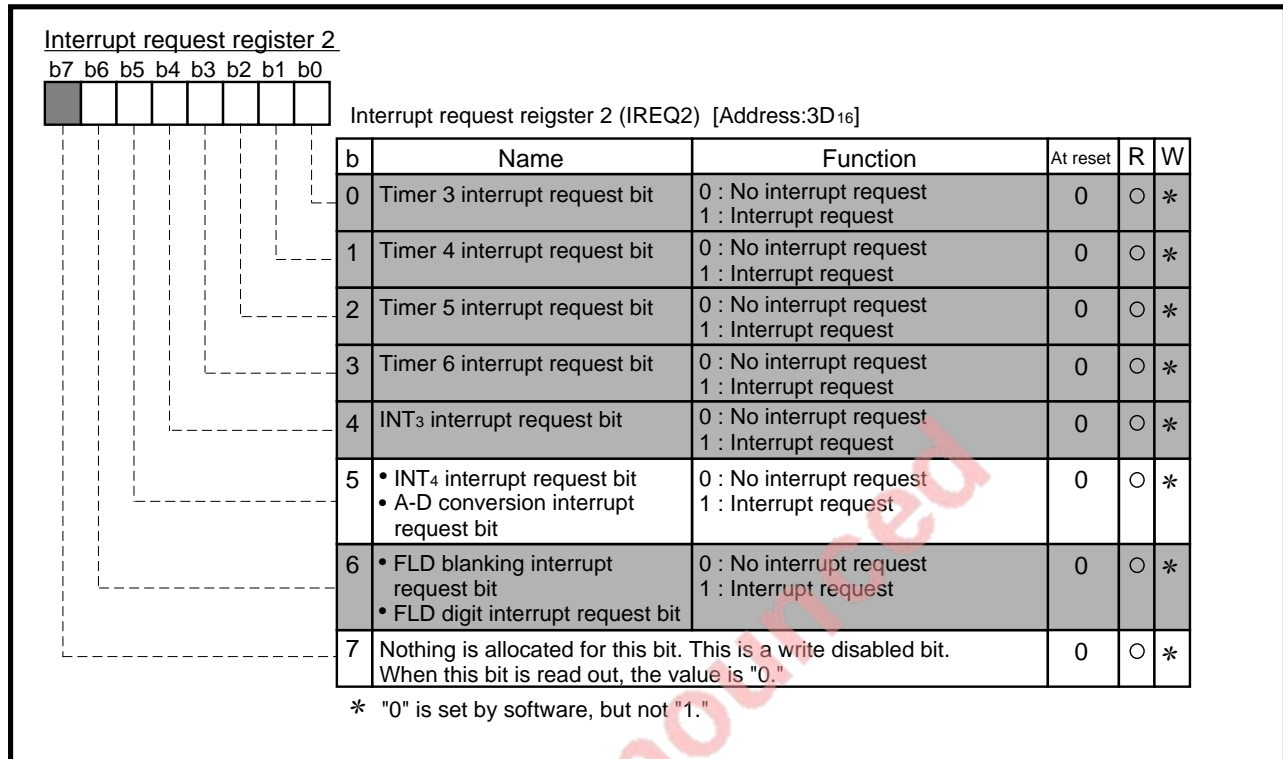 Interrupt request register 2
b7 b6 b5 b4 b3 b2 b1 b0
Interrupt request reigster 2 (IREQ2) [Address:3D16]
b Name Function At reset R W
0 Timer 3 interrupt request bit 0 : No interrupt request 0 ○ *
1 : Interrupt request
1 Timer 4 interrupt request bit 0 : No interrupt request 0 ○ *
1 : Interrupt request
2 Timer 5 interrupt request bit 0 : No interrupt request 0 ○ *
1 : Interrupt request
3 Timer 6 interrupt request bit 0 : No interrupt request 0 ○ *
1 : Interrupt request
4 INT3 interrupt request bit 0 : No interrupt request 0 ○ *
1 : Interrupt request
5 • INT4 interrupt request bit 0 : No interrupt request 0 ○ *
• A-D conversion interrupt 1 : Interrupt request
request bit
6 • FLD blanking interrupt 0 : No interrupt request 0 ○ *
request bit 1 : Interrupt request
• FLD digit interrupt request bit
7 Nothing is allocated for this bit. This is a write disabled bit. 0 ○ *
When this bit is read out, the value is "0."
* "0" is set by software, but not "1."
ounced